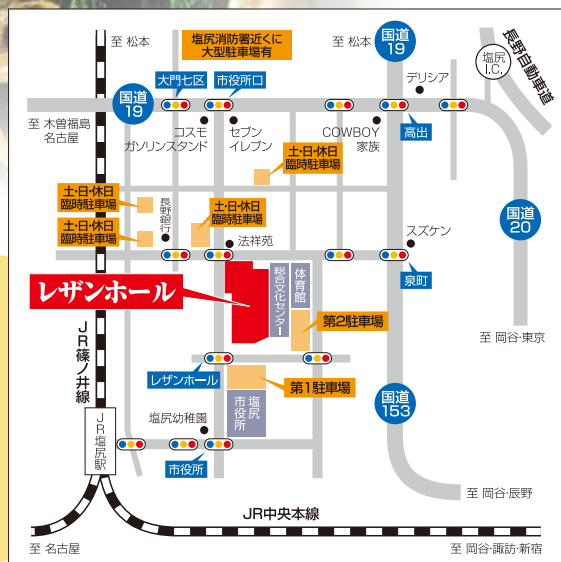 至 松本
塩尻消防署近くに
大型駐車場有
至 松本
国道
19
塩尻
I.C.
長野自動車道
大門七区
市役所口
デリシア
国道
19
至 木曽福島
名古屋
コスモ
ガソリンスタンド
セブン
イレブン
COWBOY
家族
高出
土・日・休日
臨時駐車場
土・日・休日
臨時駐車場
長野銀行
土・日・休日
臨時駐車場
土・日・休日
臨時駐車場
法祥苑
スズケン
国道
20
泉町
レザンホール
総合文化センター
体育館
第2駐車場
至 岡谷・東京
JR篠ノ井線
レザンホール
第1駐車場
国道
153
塩尻幼稚園
塩尻
市役所
JR塩尻駅
市役所
至 岡谷・辰野
JR中央本線
至 名古屋
至 岡谷・諏訪・新宿